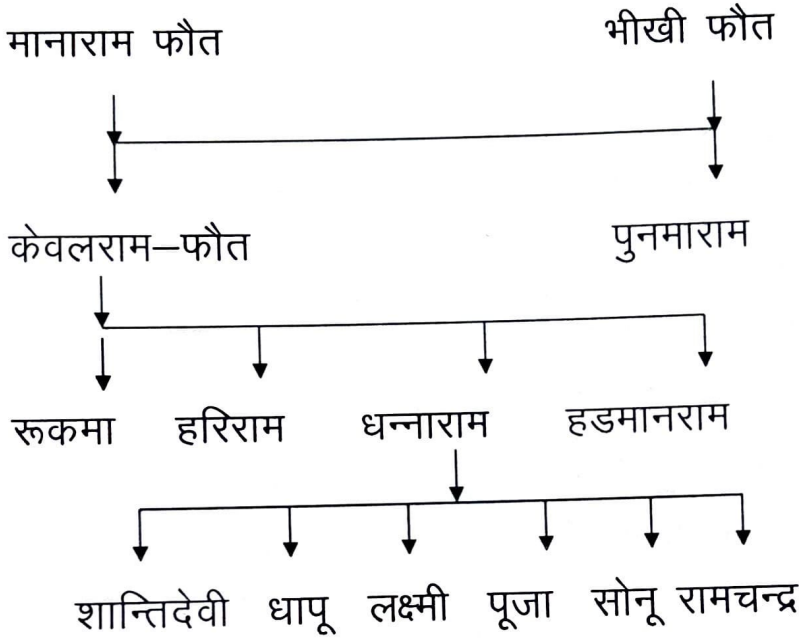 मानाराम फौत भीखी फौत
केवलराम–फौत पुनमाराम
रूकमा हरिराम धन्नाराम हडमानराम
शान्तिदेवी धापू लक्ष्मी पूजा सोनू रामचन्द्र